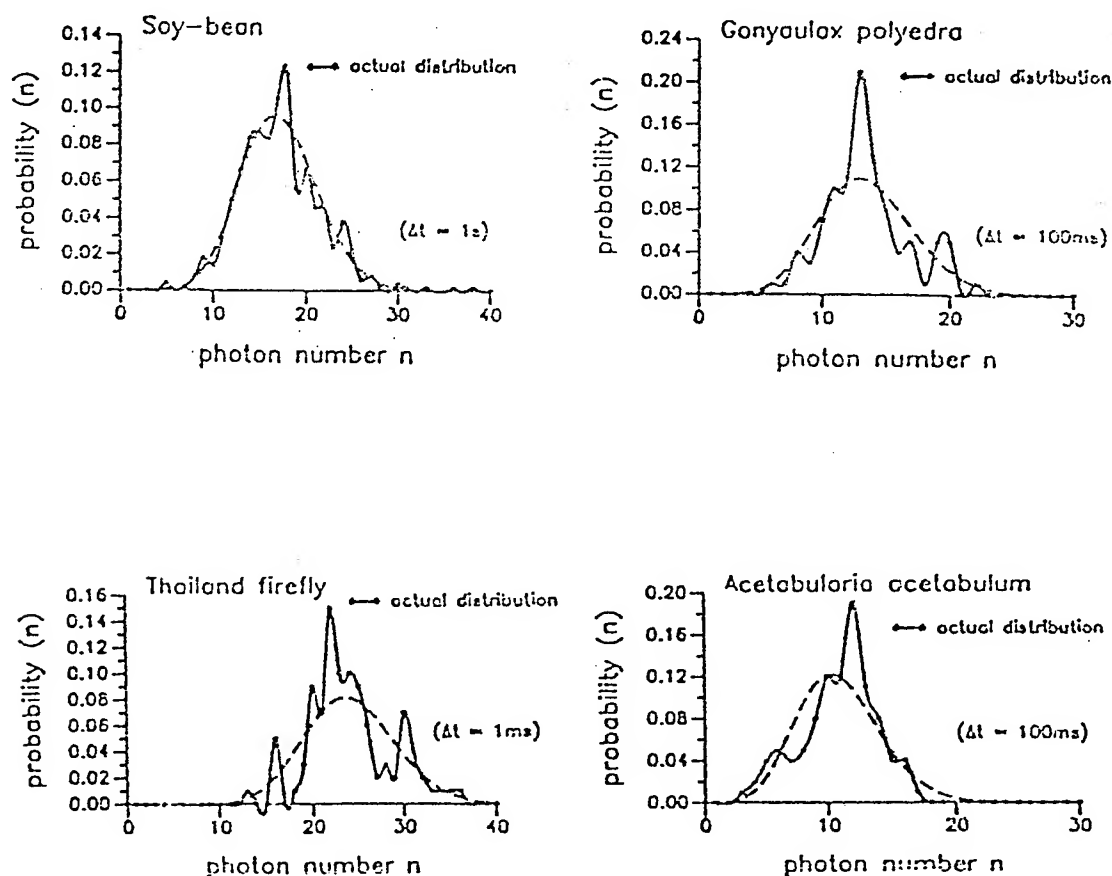 Soy-bean
actual distribution
(Δt = 1s)
probability (n)
0.14
0.12
0.10
0.08
0.06
0.04
0.02
0.00
0 10 20 30 40
photon number n
Gonyaulax polyedra
actual distribution
(Δt = 100ms)
probability (n)
0.24
0.20
0.16
0.12
0.08
0.04
0.00
0 10 20 30
photon number n
Thailand firefly
actual distribution
(Δt = 1ms)
probability (n)
0.16
0.14
0.12
0.10
0.08
0.06
0.04
0.02
0.00
0 10 20 30 40
photon number n
Acetabularia acetabulum
actual distribution
(Δt = 100ms)
probability (n)
0.20
0.16
0.12
0.08
0.04
0.00
0 10 20 30
photon number n